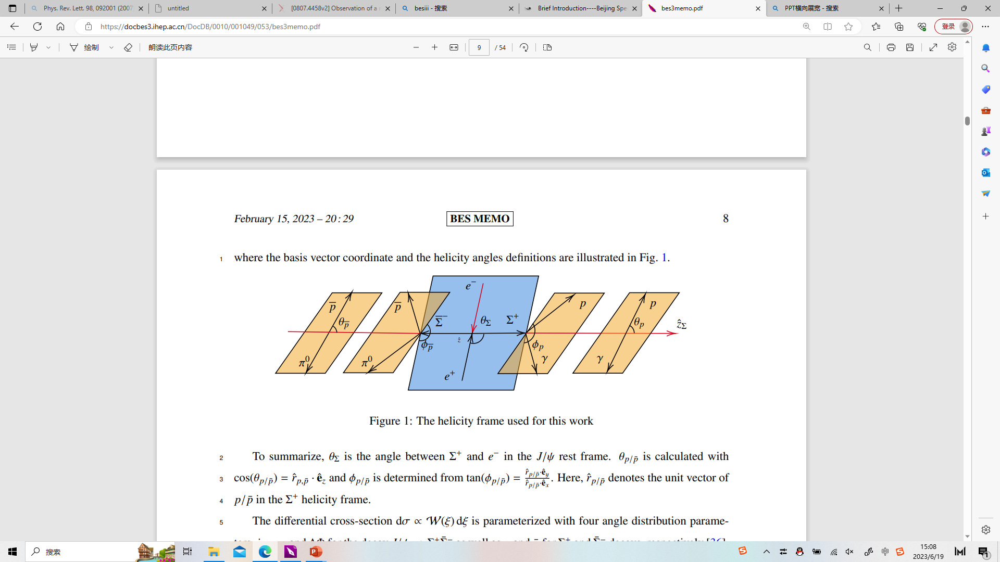 Phys. Rev. Lett. 98, 092001 (2007
untitled
[0807.4458v2] Observation of a
besiii - 搜索
Brief Introduction----Beijing Spe
bes3memo.pdf
PPT横向展宽 - 搜索
https://docbes3.ihep.ac.cn/DocDB/0010/001049/053/bes3memo.pdf
登录
绘制
朗读此页内容
9 / 54
February 15, 2023 – 20:29
BES MEMO
8
1 where the basis vector coordinate and the helicity angles definitions are illustrated in Fig. 1.
e⁻
p̄ p̄ p p
θp̄ Σ̄⁻ θΣ Σ⁺ θp ẑΣ
ϕp̄ ẑ ϕp
π⁰ π⁰ γ γ
e⁺
Figure 1: The helicity frame used for this work
2 To summarize, θΣ is the angle between Σ⁺ and e⁻ in the J/ψ rest frame. θp/p̄ is calculated with
3 cos(θp/p̄) = r̂p,p̄ · êz and ϕp/p̄ is determined from tan(ϕp/p̄) = r̂p/p̄·êy / r̂p/p̄·êx. Here, r̂p/p̄ denotes the unit vector of
4 p/p̄ in the Σ⁺ helicity frame.
5 The differential cross-section dσ ∝ W(ξ) dξ is parameterized with four angle distribution parame-
搜索
中
15:08
2023/6/19
1